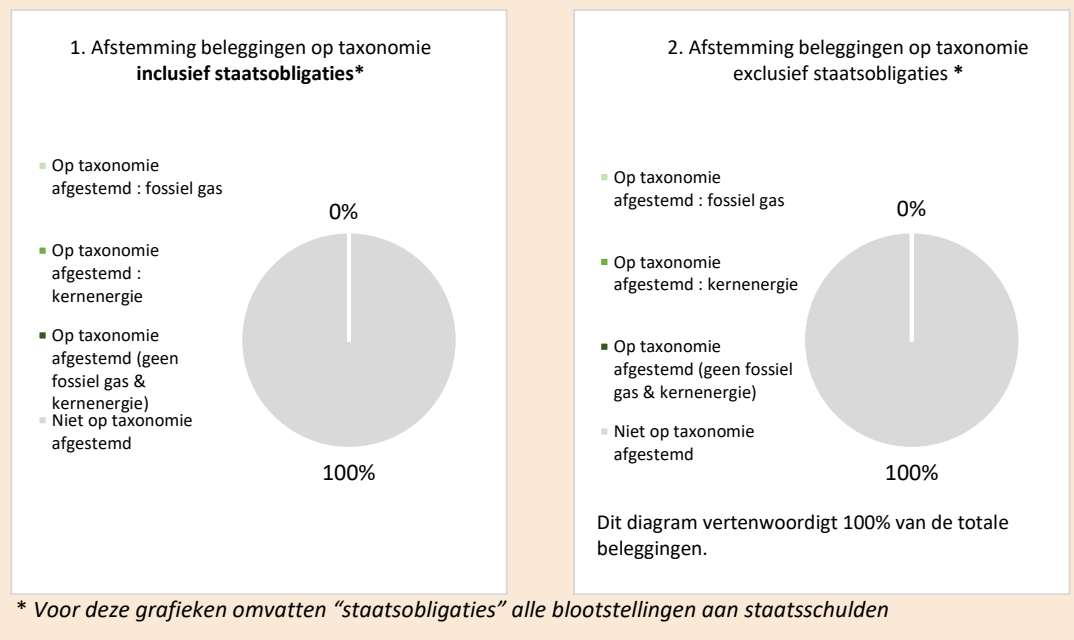 1. Afstemming beleggingen op taxonomie
inclusief staatsobligaties*
Op taxonomie
afgestemd : fossiel gas
Op taxonomie
afgestemd :
kernenergie
Op taxonomie
afgestemd (geen
fossiel gas &
kernenergie)
Niet op taxonomie
afgestemd
0%
100%
2. Afstemming beleggingen op taxonomie
exclusief staatsobligaties *
Op taxonomie
afgestemd : fossiel gas
Op taxonomie
afgestemd : kernenergie
Op taxonomie
afgestemd (geen fossiel
gas & kernenergie)
Niet op taxonomie
afgestemd
0%
100%
Dit diagram vertenwoordigt 100% van de totale
beleggingen.
* Voor deze grafieken omvatten “staatsobligaties” alle blootstellingen aan staatsschulden